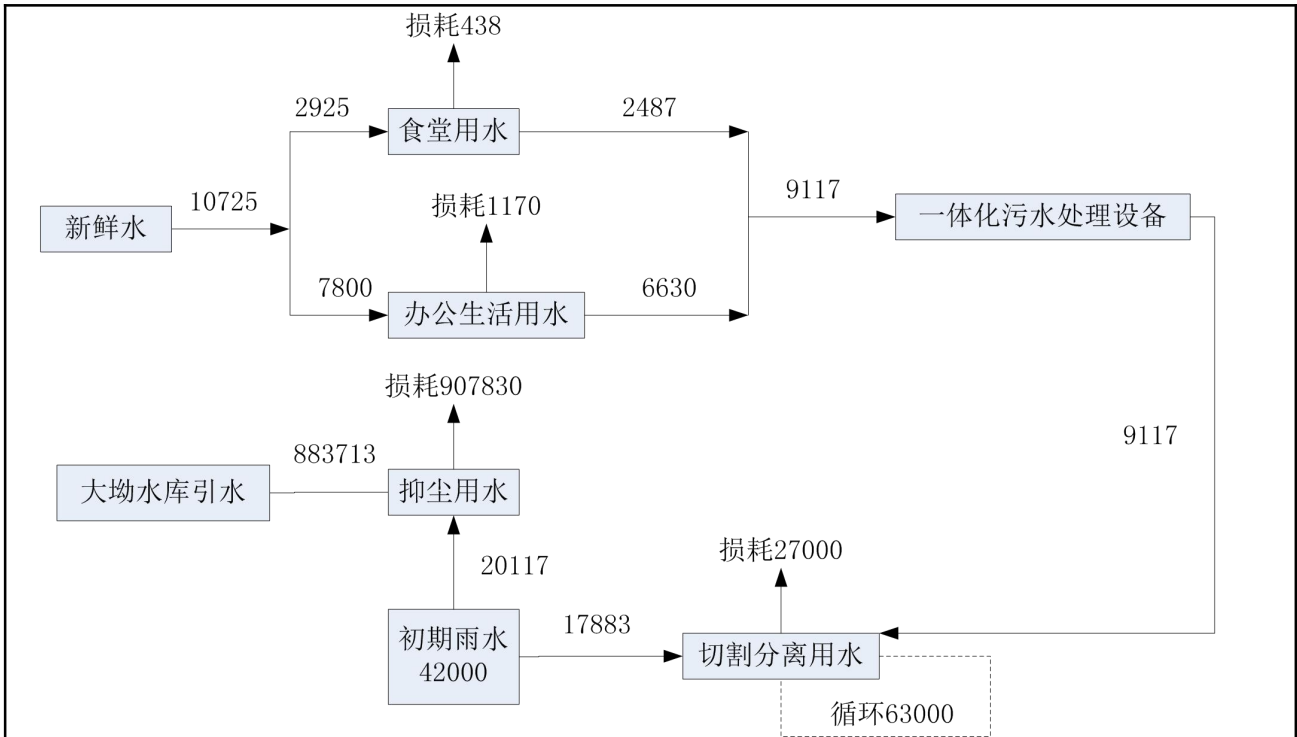 损耗438
2925
食堂用水
2487
10725
新鲜水
损耗1170
9117
一体化污水处理设备
7800
办公生活用水
6630
损耗907830
883713
大坳水库引水
抑尘用水
9117
20117
损耗27000
初期雨水
42000
17883
切割分离用水
循环63000